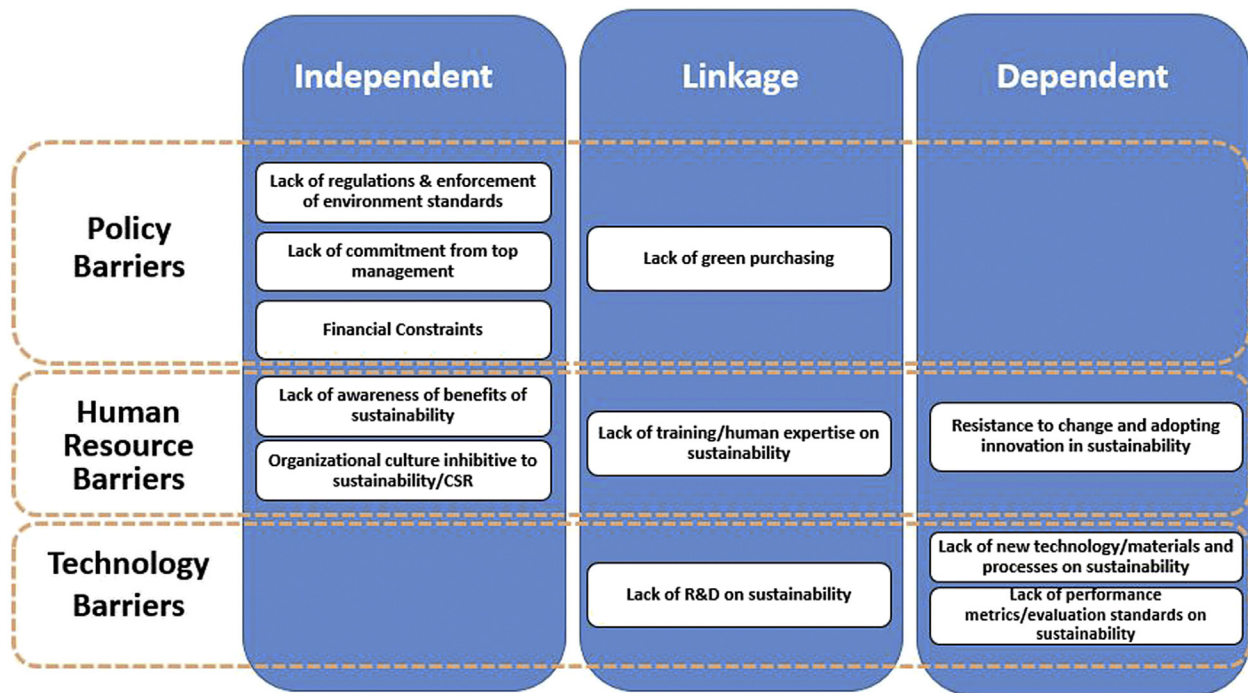 Independent
Linkage
Dependent
Policy
Barriers
Lack of regulations & enforcement
of environment standards
Lack of commitment from top
management
Financial Constraints
Lack of green purchasing
Human
Resource
Barriers
Lack of awareness of benefits of
sustainability
Organizational culture inhibitive to
sustainability/CSR
Lack of training/human expertise on
sustainability
Resistance to change and adopting
innovation in sustainability
Technology
Barriers
Lack of R&D on sustainability
Lack of new technology/materials and
processes on sustainability
Lack of performance
metrics/evaluation standards on
sustainability